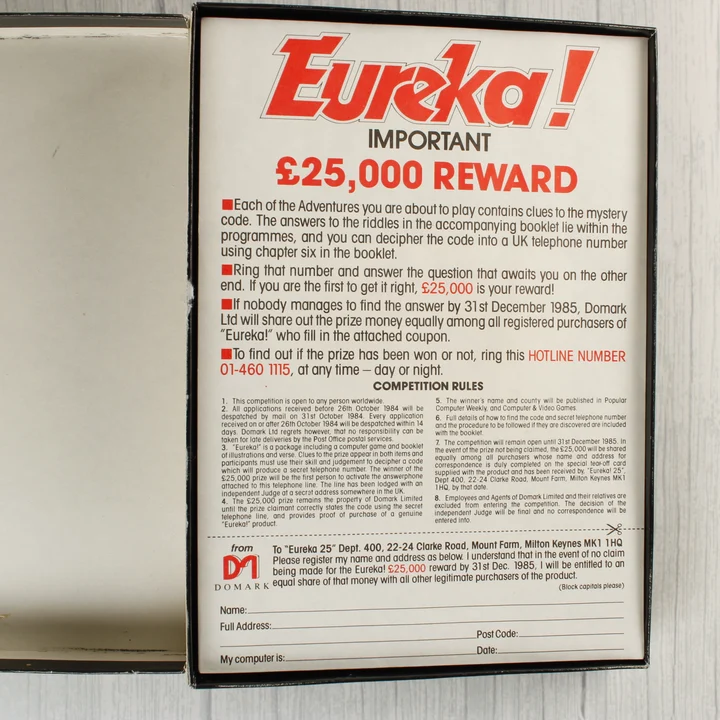 Eureka!
IMPORTANT
£25,000 REWARD
■Each of the Adventures you are about to play contains clues to the mystery
code. The answers to the riddles in the accompanying booklet lie within the
programmes, and you can decipher the code into a UK telephone number
using chapter six in the booklet.
■Ring that number and answer the question that awaits you on the other
end. If you are the first to get it right, £25,000 is your reward!
■If nobody manages to find the answer by 31st December 1985, Domark
Ltd will share out the prize money equally among all registered purchasers of
"Eureka!" who fill in the attached coupon.
■To find out if the prize has been won or not, ring this HOTLINE NUMBER
01-460 1115, at any time – day or night.
COMPETITION RULES
1. This competition is open to any person worldwide.
2. All applications received before 26th October 1984 will be
despatched by mail on 31st October 1984. Every application
received on or after 26th October 1984 will be despatched within 14
days. Domark Ltd regrets however, that no responsibility can be
taken for late deliveries by the Post Office postal services.
3. "Eureka!" is a package including a computer game and booklet
of illustrations and verse. Clues to the prize appear in both items and
participants must use their skill and judgement to decipher a code
which will produce a secret telephone number. The winner of the
£25,000 prize will be the first person to activate the answerphone
attached to this telephone line. The line has been lodged with an
independent Judge at a secret address somewhere in the UK.
4. The £25,000 prize remains the property of Domark Limited
until the prize claimant correctly states the code using the secret
telephone line, and provides proof of purchase of a genuine
"Eureka!" product.
5. The winner's name and county will be published in Popular
Computer Weekly, and Computer & Video Games.
6. Full details of how to find the code and secret telephone number
and the procedure to be followed if they are discovered are included
with the booklet.
7. The competition will remain open until 31st December 1985. In
the event of the prize not being claimed, the £25,000 will be shared
equally among all purchasers whose name and address for
correspondence is duly completed on the special tear-off card
supplied with the product and has been received by, "Eureka! 25",
Dept 400, 22-24 Clarke Road, Mount Farm, Milton Keynes MK1
1HQ, by that date.
8. Employees and Agents of Domark Limited and their relatives are
excluded from entering the competition. The decision of the
independent Judge will be final and no correspondence will be
entered into.
from
DOMARK
To "Eureka 25" Dept. 400, 22-24 Clarke Road, Mount Farm, Milton Keynes MK1 1HQ
Please register my name and address as below. I understand that in the event of no claim
being made for the Eureka! £25,000 reward by 31st Dec. 1985, I will be entitled to an
equal share of that money with all other legitimate purchasers of the product.
(Block capitals please)
Name:
Full Address:
Post Code:
My computer is:
Date: